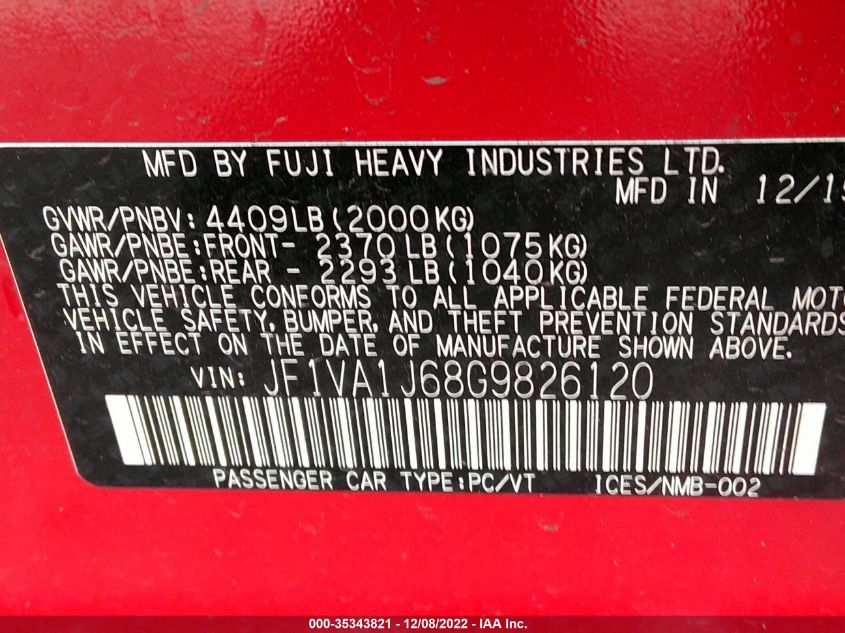 MFD BY FUJI HEAVY INDUSTRIES LTD.
MFD IN 12/15
GVWR/PNBV: 4409LB(2000KG)
GAWR/PNBE:FRONT- 2370LB(1075KG)
GAWR/PNBE:REAR - 2293LB(1040KG)
THIS VEHICLE CONFORMS TO ALL APPLICABLE FEDERAL MOTO
VEHICLE SAFETY, BUMPER, AND THEFT PREVENTION STANDARDS
IN EFFECT ON THE DATE OF MANUFACTURE SHOWN ABOVE.
VIN: JF1VA1J68G9826120
PASSENGER CAR TYPE:PC/VT ICES/NMB-002
000-35343821 - 12/08/2022 - IAA Inc.